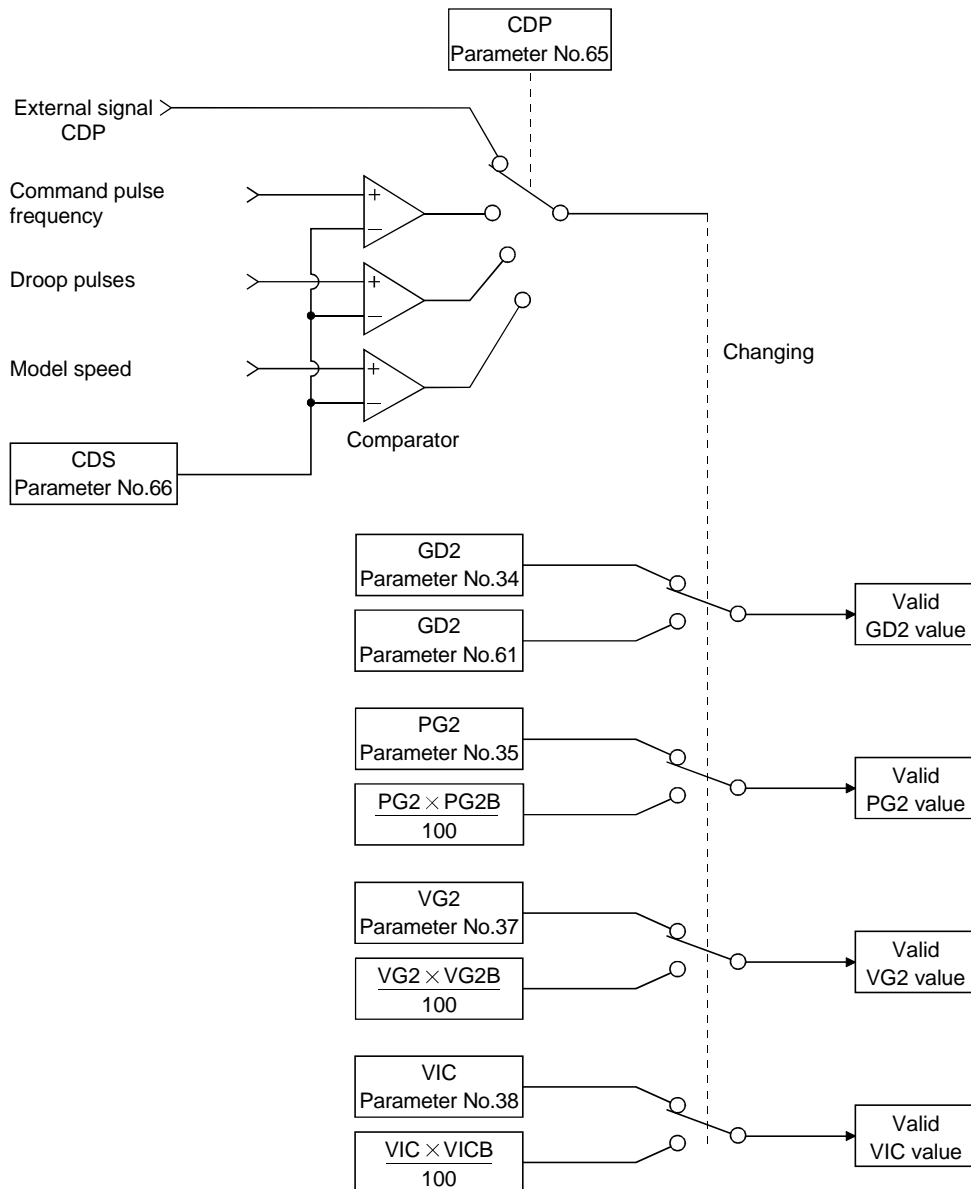 CDP
Parameter No.65
External signal
CDP
Command pulse
frequency
+
−
Droop pulses
+
−
Model speed
+
−
Changing
Comparator
CDS
Parameter No.66
GD2
Parameter No.34
GD2
Parameter No.61
Valid
GD2 value
PG2
Parameter No.35
PG2 × PG2B
100
Valid
PG2 value
VG2
Parameter No.37
VG2 × VG2B
100
Valid
VG2 value
VIC
Parameter No.38
VIC × VICB
100
Valid
VIC value